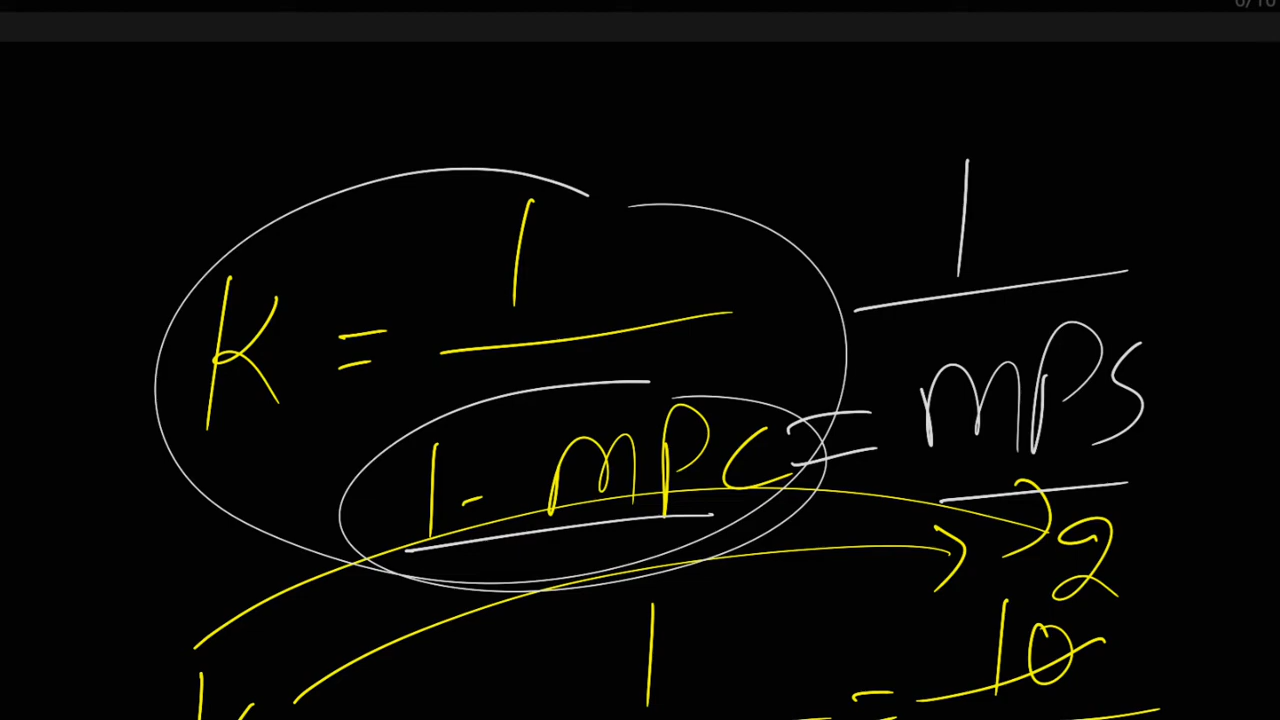 K = 1 / 1 - MPC = 1 / MPS
2
1 = 10